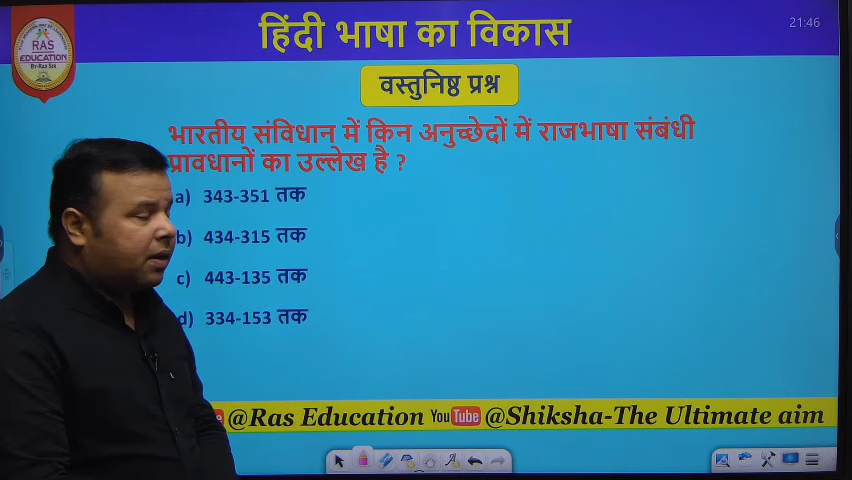 हिंदी भाषा का विकास
21:46
RAS
EDUCATION
वस्तुनिष्ठ प्रश्न
भारतीय संविधान में किन अनुच्छेदों में राजभाषा संबंधी
प्रावधानों का उल्लेख है ?
a) 343-351 तक
b) 434-315 तक
c) 443-135 तक
d) 334-153 तक
@Ras Education YouTube @Shiksha-The Ultimate aim